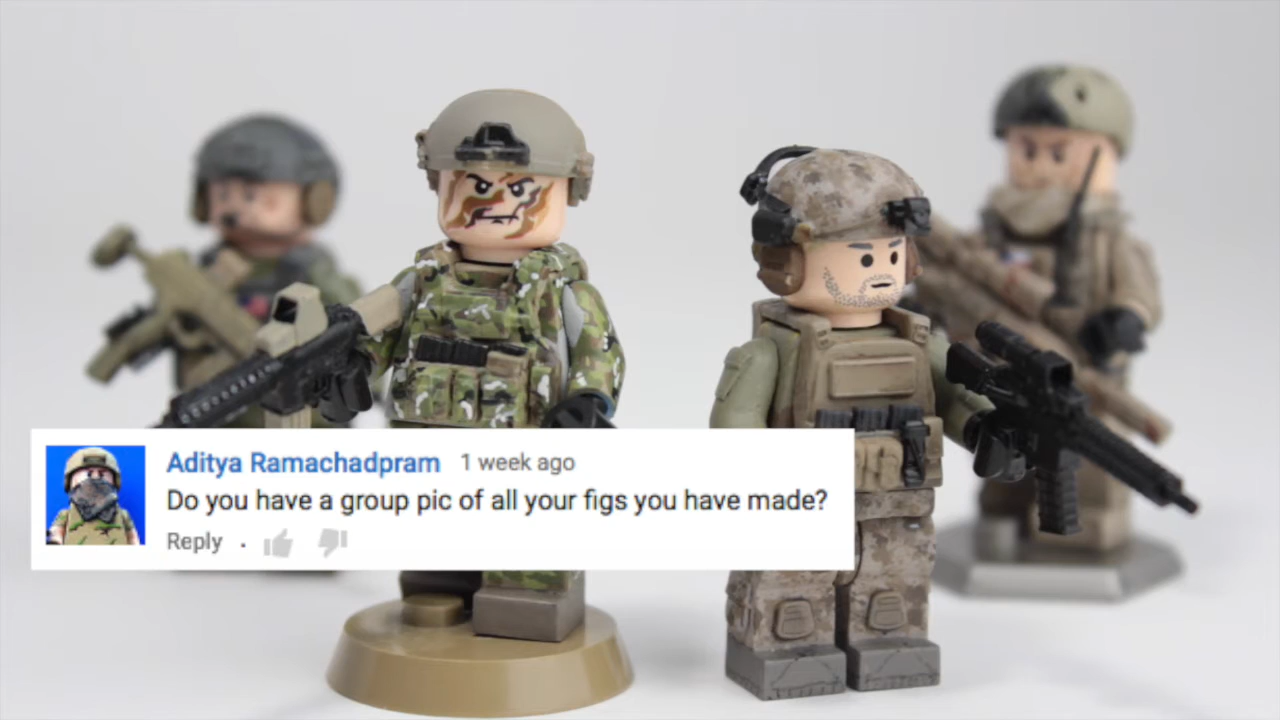 Aditya Ramachadpram 1 week ago
Do you have a group pic of all your figs you have made?
Reply .